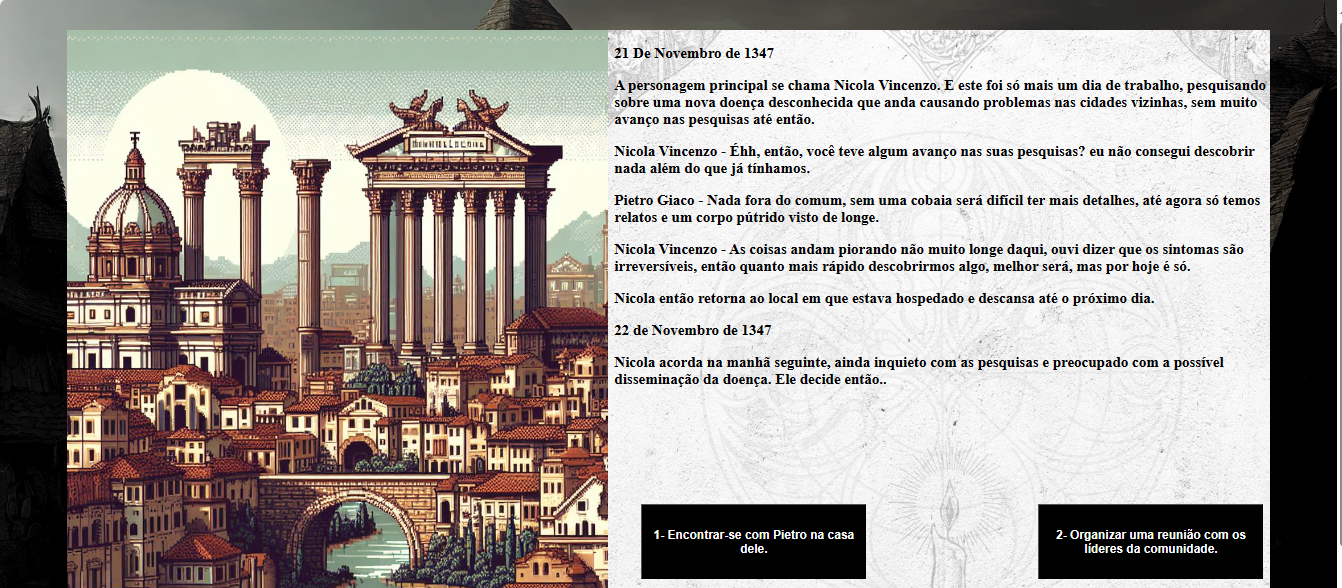 21 De Novembro de 1347
A personagem principal se chama Nicola Vincenzo. E este foi só mais um dia de trabalho, pesquisando
sobre uma nova doença desconhecida que anda causando problemas nas cidades vizinhas, sem muito
avanço nas pesquisas até então.
Nicola Vincenzo - Éhh, então, você teve algum avanço nas suas pesquisas? eu não consegui descobrir
nada além do que já tínhamos.
Pietro Giaco - Nada fora do comum, sem uma cobaia será difícil ter mais detalhes, até agora só temos
relatos e um corpo pútrido visto de longe.
Nicola Vincenzo - As coisas andam piorando não muito longe daqui, ouvi dizer que os sintomas são
irreversíveis, então quanto mais rápido descobrirmos algo, melhor será, mas por hoje é só.
Nicola então retorna ao local em que estava hospedado e descansa até o próximo dia.
22 de Novembro de 1347
Nicola acorda na manhã seguinte, ainda inquieto com as pesquisas e preocupado com a possível
disseminação da doença. Ele decide então..
1- Encontrar-se com Pietro na casa
dele.
2- Organizar uma reunião com os
líderes da comunidade.